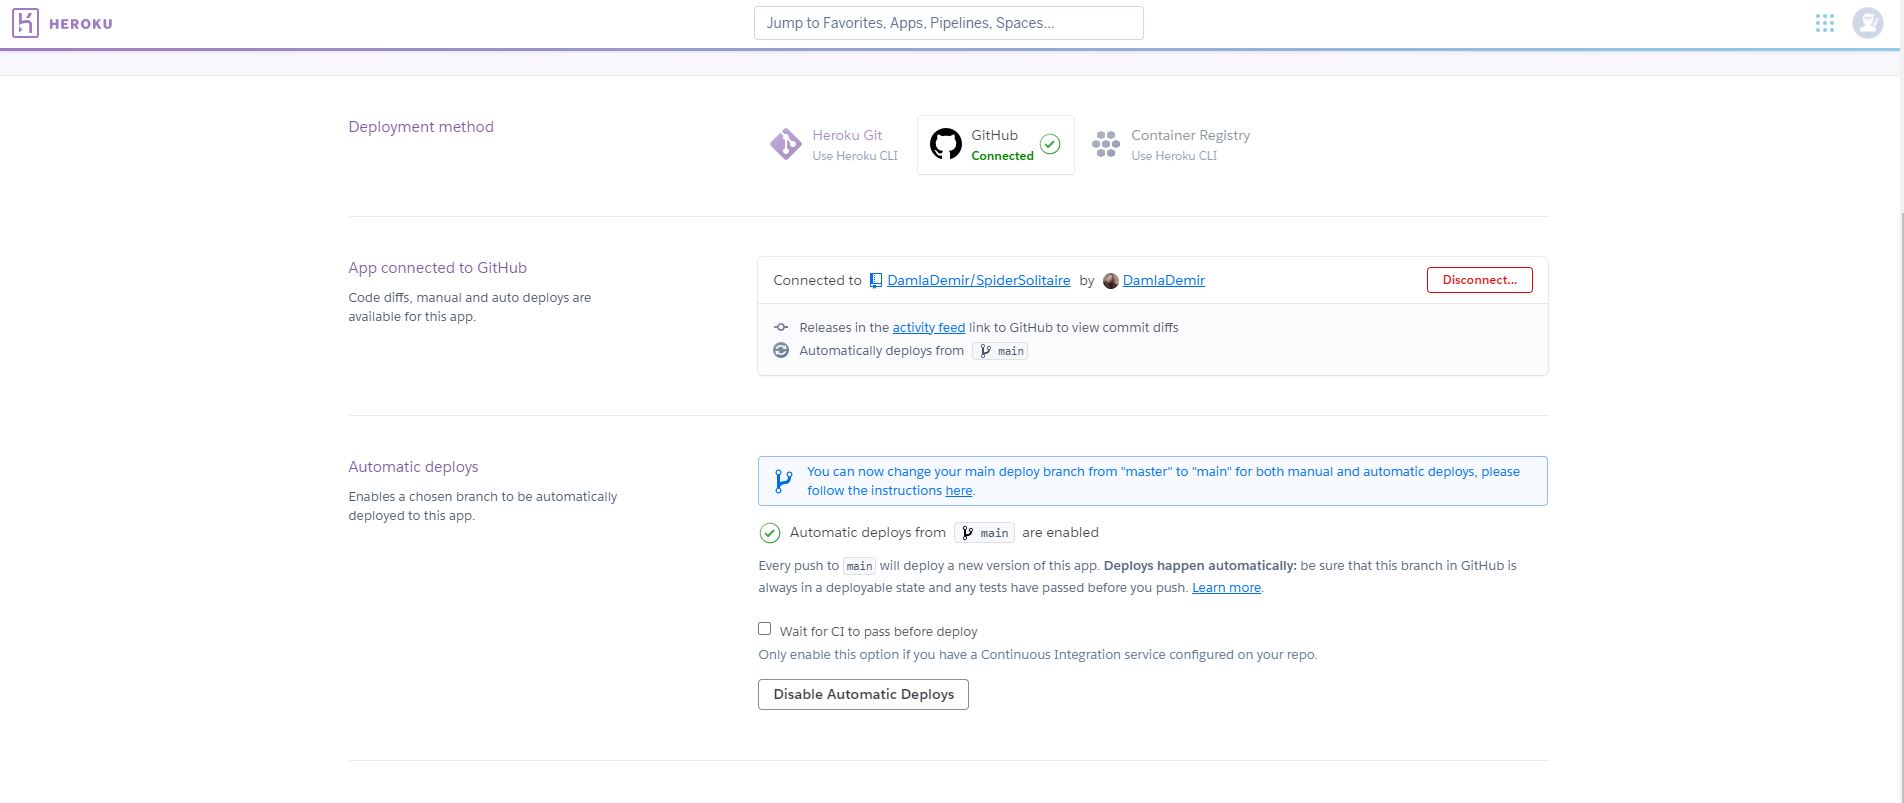 HEROKU
Jump to Favorites, Apps, Pipelines, Spaces...
Deployment method
Heroku Git
Use Heroku CLI
GitHub
Connected
Container Registry
Use Heroku CLI
App connected to GitHub
Code diffs, manual and auto deploys are
available for this app.
Connected to DamlaDemir/SpiderSolitaire by DamlaDemir
Disconnect...
Releases in the activity feed link to GitHub to view commit diffs
Automatically deploys from main
Automatic deploys
Enables a chosen branch to be automatically
deployed to this app.
You can now change your main deploy branch from "master" to "main" for both manual and automatic deploys, please
follow the instructions here.
Automatic deploys from main are enabled
Every push to main will deploy a new version of this app. Deploys happen automatically: be sure that this branch in GitHub is
always in a deployable state and any tests have passed before you push. Learn more.
Wait for CI to pass before deploy
Only enable this option if you have a Continuous Integration service configured on your repo.
Disable Automatic Deploys